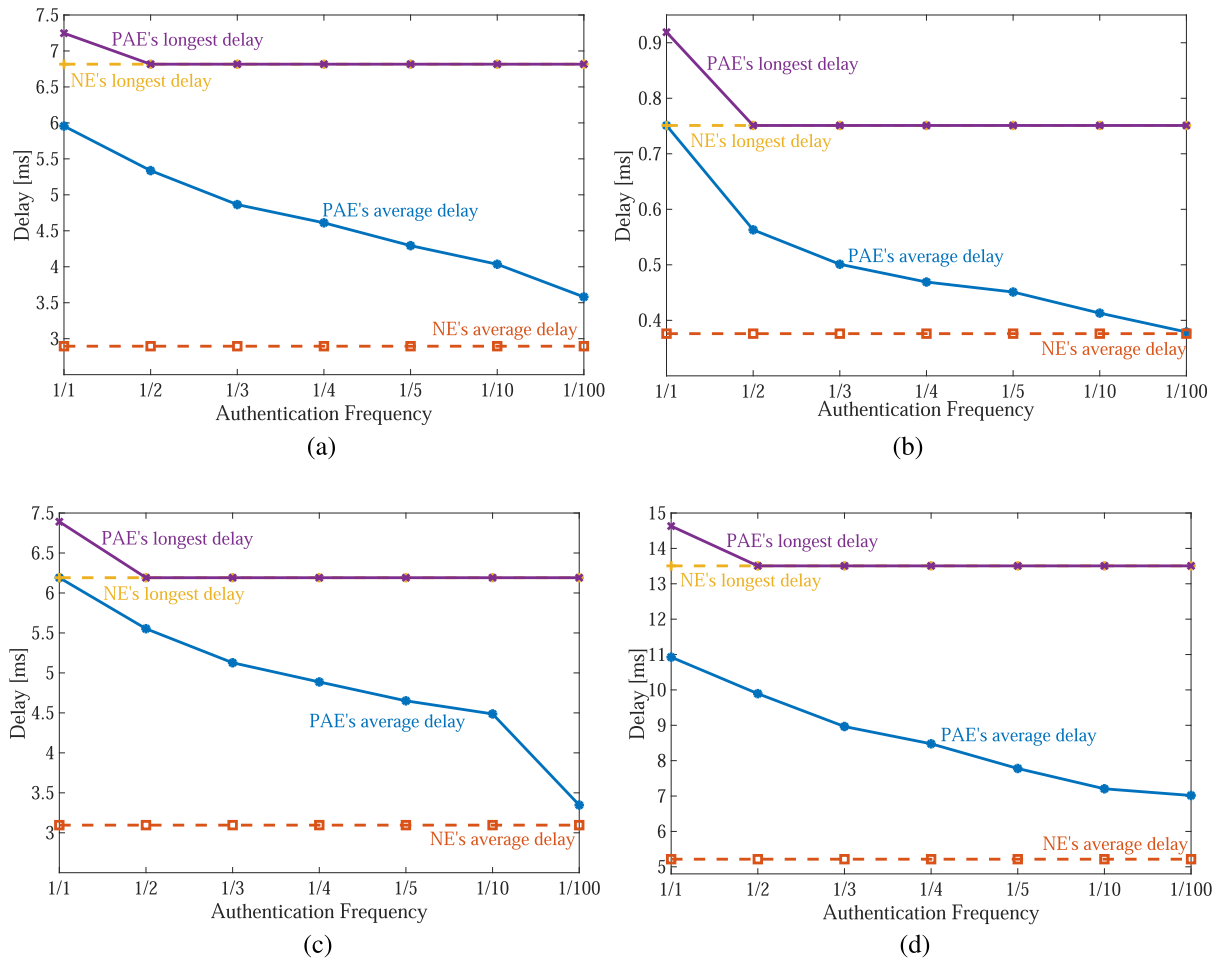 7.5
7
6.5
6
5.5
5
4.5
4
3.5
3
Delay [ms]
PAE's longest delay
NE's longest delay
PAE's average delay
NE's average delay
1/1 1/2 1/3 1/4 1/5 1/10 1/100
Authentication Frequency
(a)
0.9
0.8
0.7
0.6
0.5
0.4
Delay [ms]
PAE's longest delay
NE's longest delay
PAE's average delay
NE's average delay
1/1 1/2 1/3 1/4 1/5 1/10 1/100
Authentication Frequency
(b)
7.5
6.5
6
5.5
5
4.5
4
3.5
3
Delay [ms]
PAE's longest delay
NE's longest delay
PAE's average delay
NE's average delay
1/1 1/2 1/3 1/4 1/5 1/10 1/100
Authentication Frequency
(c)
15
14
13
12
11
10
9
8
7
6
5
Delay [ms]
PAE's longest delay
NE's longest delay
PAE's average delay
NE's average delay
1/1 1/2 1/3 1/4 1/5 1/10 1/100
Authentication Frequency
(d)